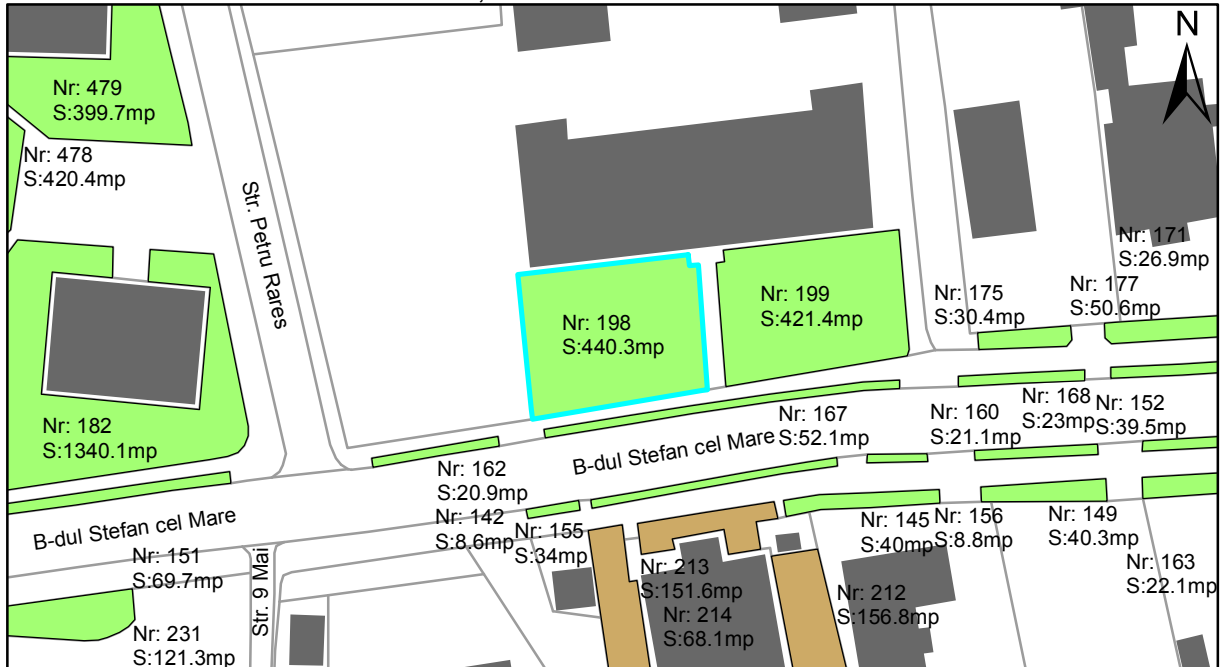 N
Nr: 479
S:399.7mp
Nr: 478
S:420.4mp
Str. Petru Rares
Nr: 171
S:26.9mp
Nr: 177
S:50.6mp
Nr: 175
S:30.4mp
Nr: 199
S:421.4mp
Nr: 198
S:440.3mp
Nr: 182
S:1340.1mp
Nr: 167
S:52.1mp
Nr: 160
S:21.1mp
Nr: 168
S:23mp
Nr: 152
S:39.5mp
B-dul Stefan cel Mare
Nr: 162
S:20.9mp
Nr: 142
S:8.6mp
Nr: 155
S:34mp
B-dul Stefan cel Mare
Nr: 145
S:40mp
Nr: 156
S:8.8mp
Nr: 149
S:40.3mp
Nr: 163
S:22.1mp
Nr: 151
S:69.7mp
Str. 9 Mai
Nr: 213
S:151.6mp
Nr: 214
S:68.1mp
Nr: 212
S:156.8mp
Nr: 231
S:121.3mp